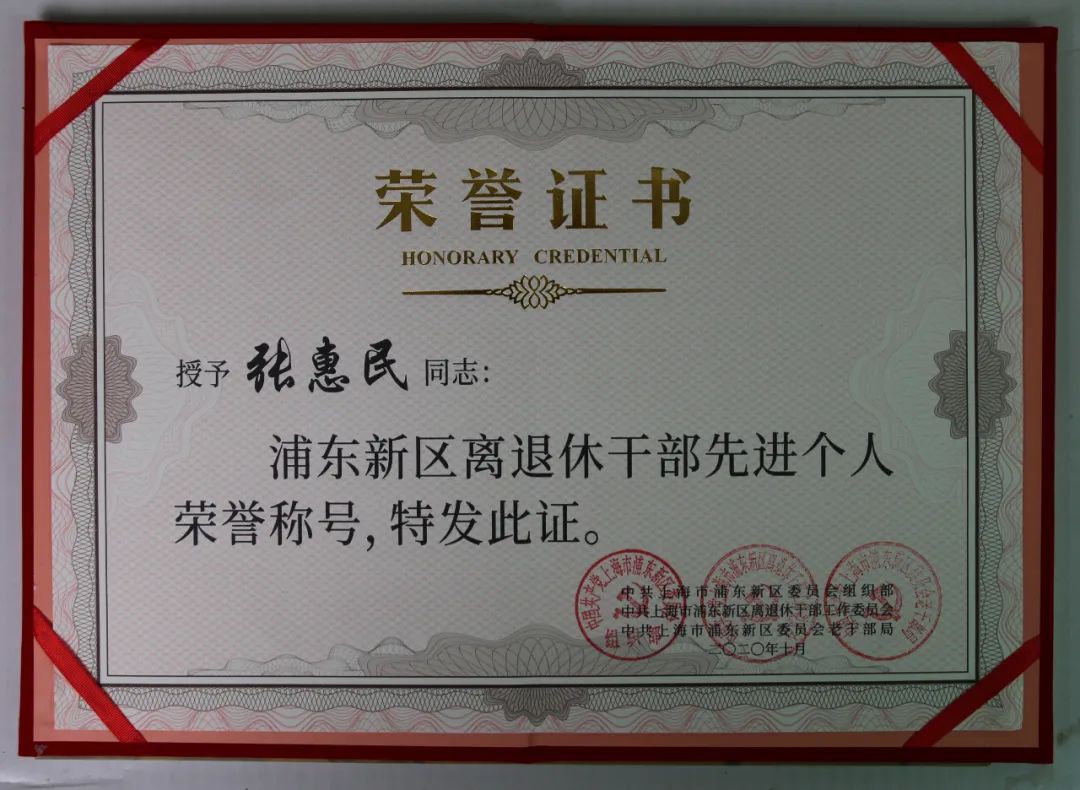 荣誉证书
HONORARY CREDENTIAL
授予 张惠民 同志:
浦东新区离退休干部先进个人
荣誉称号,特发此证。
中共上海市浦东新区委员会组织部
中共上海市浦东新区离退休干部工作委员会
中共上海市浦东新区委员会老干部局
二〇二〇年十月